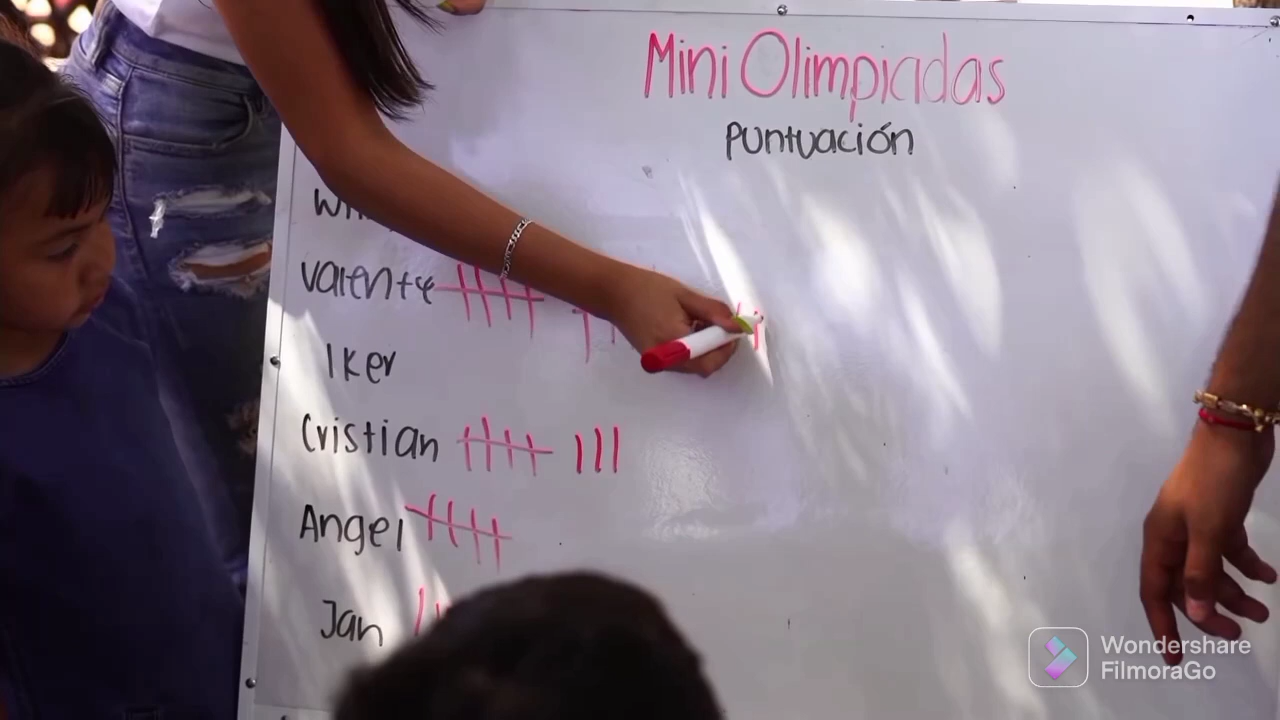 Mini Olimpiadas
Puntuación
Valente
Iker
Cristian
Angel
Jan
Wondershare
FilmoraGo